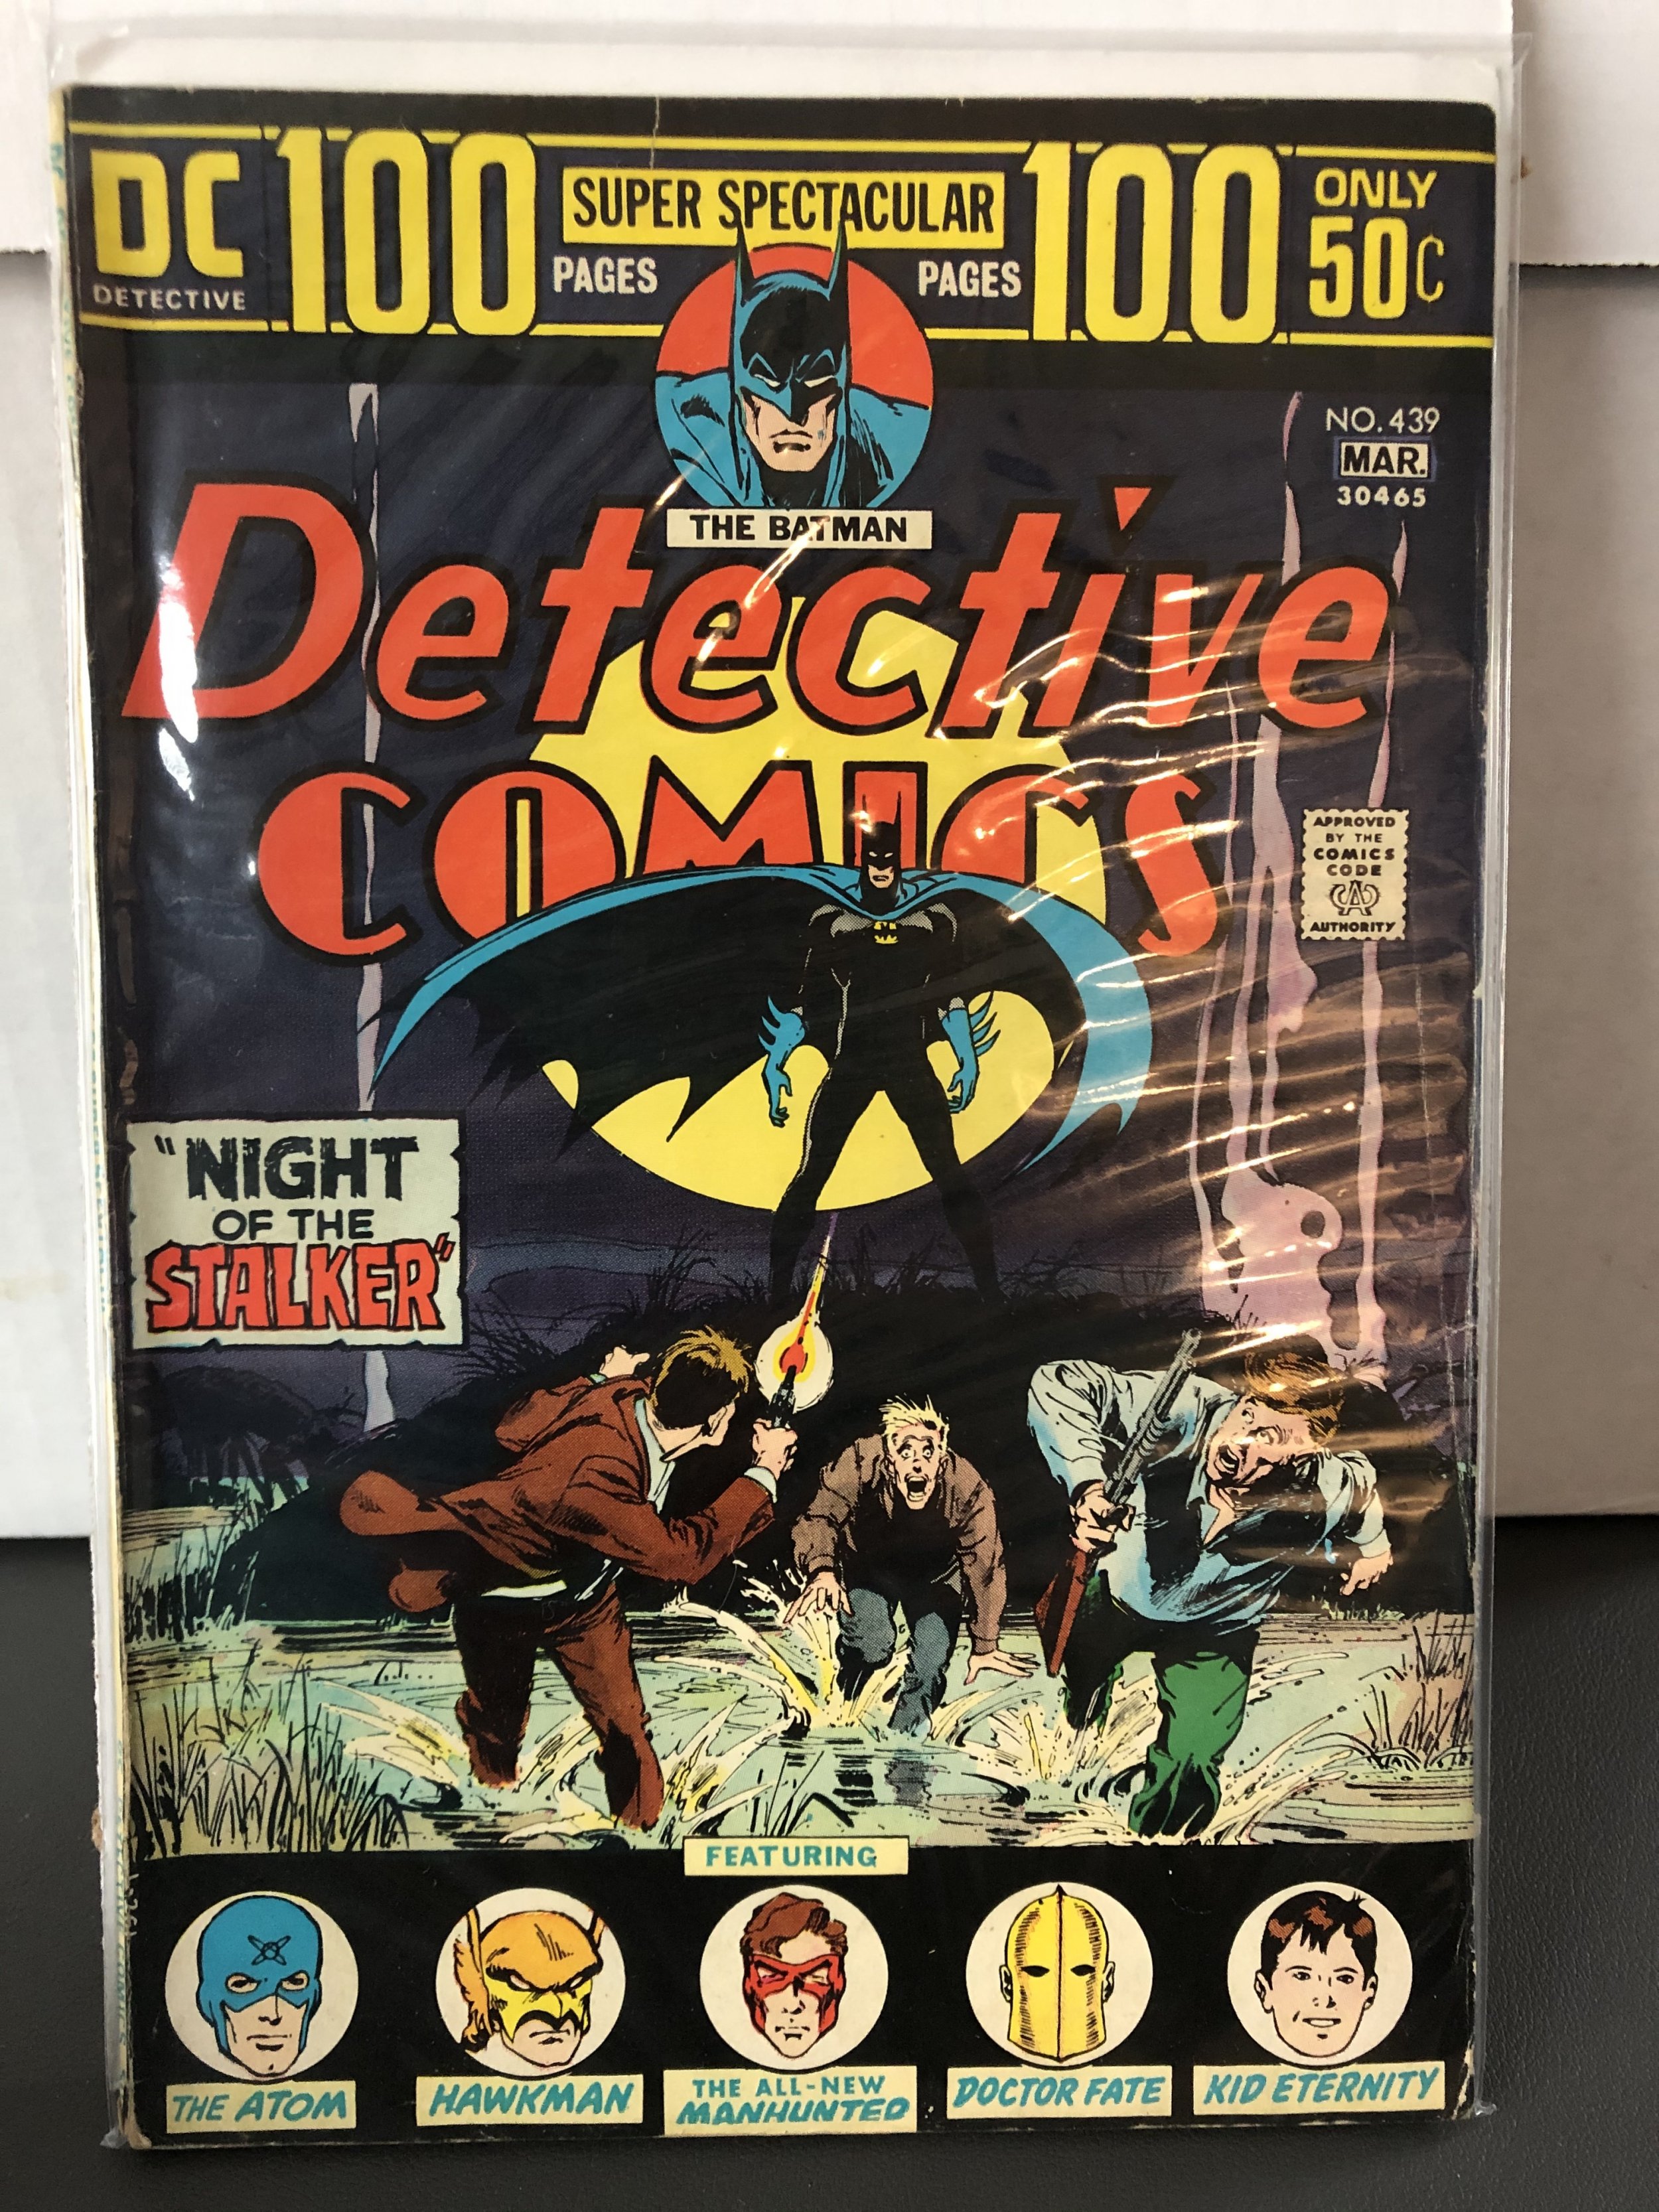 DC
DETECTIVE
100
PAGES
SUPER SPECTACULAR
PAGES
100
ONLY
50¢
NO. 439
MAR.
30465
THE BATMAN
Detective
COMICS
APPROVED
BY THE
COMICS
CODE
CA
AUTHORITY
"NIGHT
OF THE
STALKER"
FEATURING
THE ATOM
HAWKMAN
THE ALL-NEW
MANHUNTED
DOCTOR FATE
KID ETERNITY